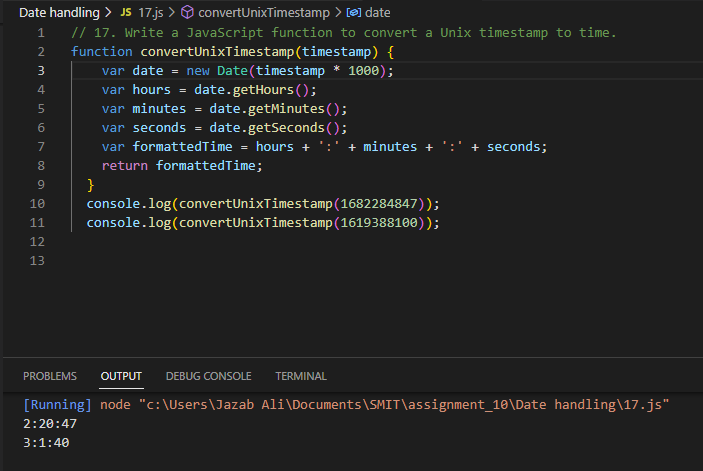 Date handling > JS 17.js > convertUnixTimestamp > date
1 // 17. Write a JavaScript function to convert a Unix timestamp to time.
2 function convertUnixTimestamp(timestamp) {
3 var date = new Date(timestamp * 1000);
4 var hours = date.getHours();
5 var minutes = date.getMinutes();
6 var seconds = date.getSeconds();
7 var formattedTime = hours + ':' + minutes + ':' + seconds;
8 return formattedTime;
9 }
10 console.log(convertUnixTimestamp(1682284847));
11 console.log(convertUnixTimestamp(1619388100));
12
13
PROBLEMS OUTPUT DEBUG CONSOLE TERMINAL
[Running] node "c:\Users\Jazab Ali\Documents\SMIT\assignment_10\Date handling\17.js"
2:20:47
3:1:40